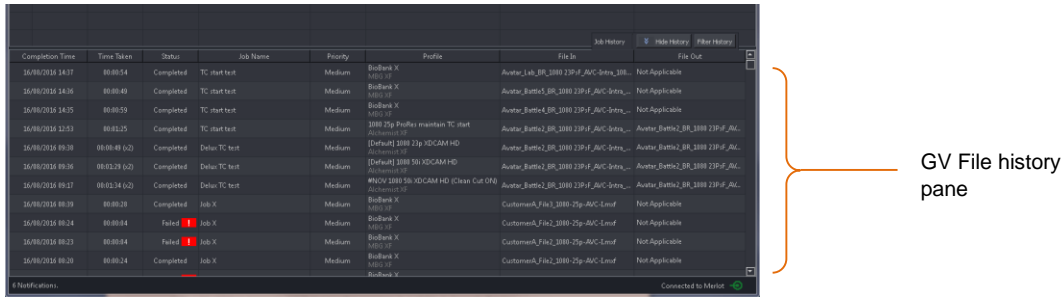 Job History Hide History Filter History
Completion Time Time Taken Status Job Name Priority Profile File In File Out
16/08/2016 14:37 00:00:54 Completed TC start test Medium BioBank X MBG XF Avatar_Lab_BR_1080 23PsF_AVC-Intra_100... Not Applicable
16/08/2016 14:36 00:00:49 Completed TC start test Medium BioBank X MBG XF Avatar_Battle5_BR_1080 23PsF_AVC-Intra_... Not Applicable
16/08/2016 14:35 00:00:59 Completed TC start test Medium BioBank X MBG XF Avatar_Battle4_BR_1080 23PsF_AVC-Intra_... Not Applicable
16/08/2016 12:53 00:01:25 Completed TC start test Medium 1080 25p ProRes maintain TC start Alchemist XF Avatar_Battle2_BR_1080 23PsF_AVC-Intra_... Avatar_Battle2_BR_1080 23PsF_AVC...
16/08/2016 09:38 00:00:49 (x2) Completed Delux TC test Medium [Default] 1080 23p XDCAM HD Alchemist XF Avatar_Battle2_BR_1080 23PsF_AVC-Intra_... Avatar_Battle2_BR_1080 23PsF_AVC...
16/08/2016 09:36 00:01:29 (x2) Completed Delux TC test Medium [Default] 1080 50i XDCAM HD Alchemist XF Avatar_Battle2_BR_1080 23PsF_AVC-Intra_... Avatar_Battle2_BR_1080 23PsF_AVC...
16/08/2016 09:17 00:01:34 (x2) Completed Delux TC test Medium #NOV 1080 50i XDCAM HD (Clean Cut ON) Alchemist XF Avatar_Battle2_BR_1080 23PsF_AVC-Intra_... Avatar_Battle2_BR_1080 23PsF_AVC...
16/08/2016 08:39 00:00:20 Completed Job X Medium BioBank X MBG XF CustomerA_File3_1080-25p-AVC-I.mxf Not Applicable
16/08/2016 08:24 00:00:04 Failed ! Job X Medium BioBank X MBG XF CustomerA_File2_1080-25p-AVC-I.mxf Not Applicable
16/08/2016 08:23 00:00:04 Failed ! Job X Medium BioBank X MBG XF CustomerA_File2_1080-25p-AVC-I.mxf Not Applicable
16/08/2016 08:20 00:00:24 Completed Job X Medium BioBank X MBG XF CustomerA_File2_1080-25p-AVC-I.mxf Not Applicable
BioBank X
6 Notifications. Connected to Merlot
GV File history
pane